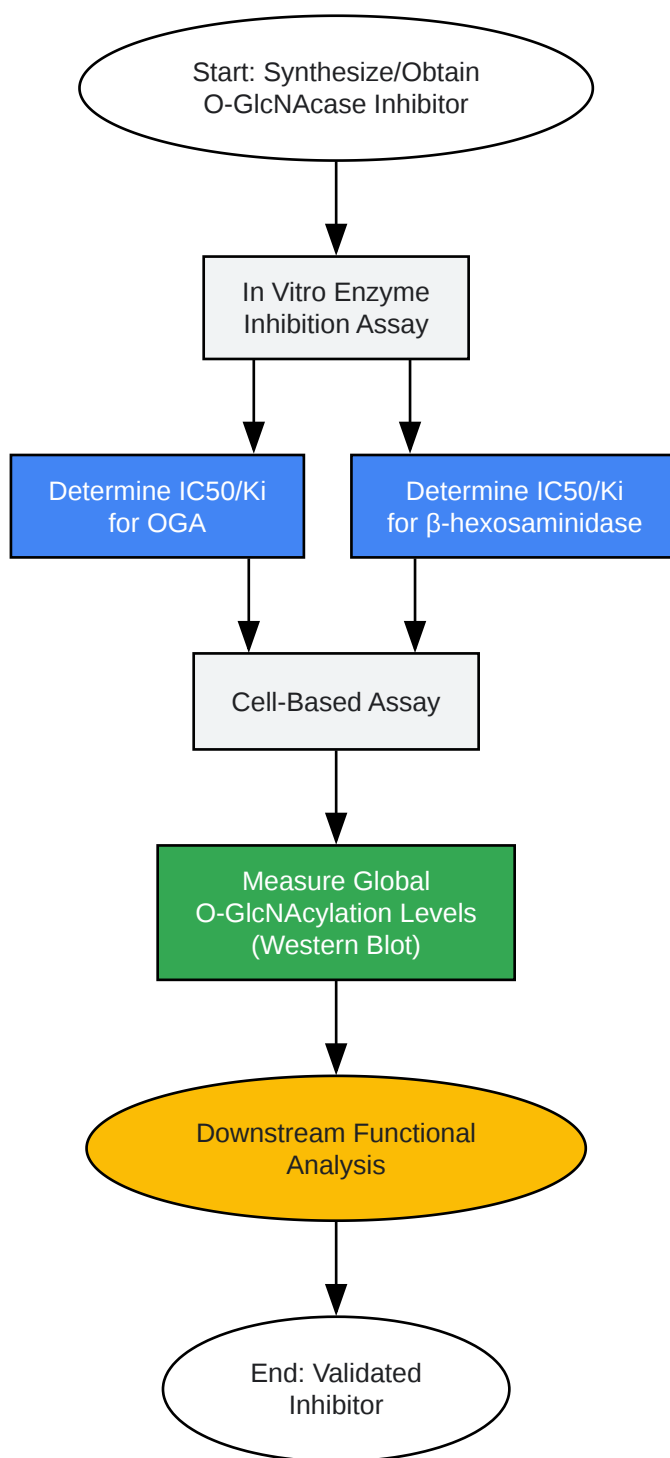 Start: Synthesize/Obtain
O-GlcNAcase Inhibitor
In Vitro Enzyme
Inhibition Assay
Determine IC50/Ki
for OGA
Determine IC50/Ki
for β-hexosaminidase
Cell-Based Assay
Measure Global
O-GlcNAcylation Levels
(Western Blot)
Downstream Functional
Analysis
End: Validated
Inhibitor